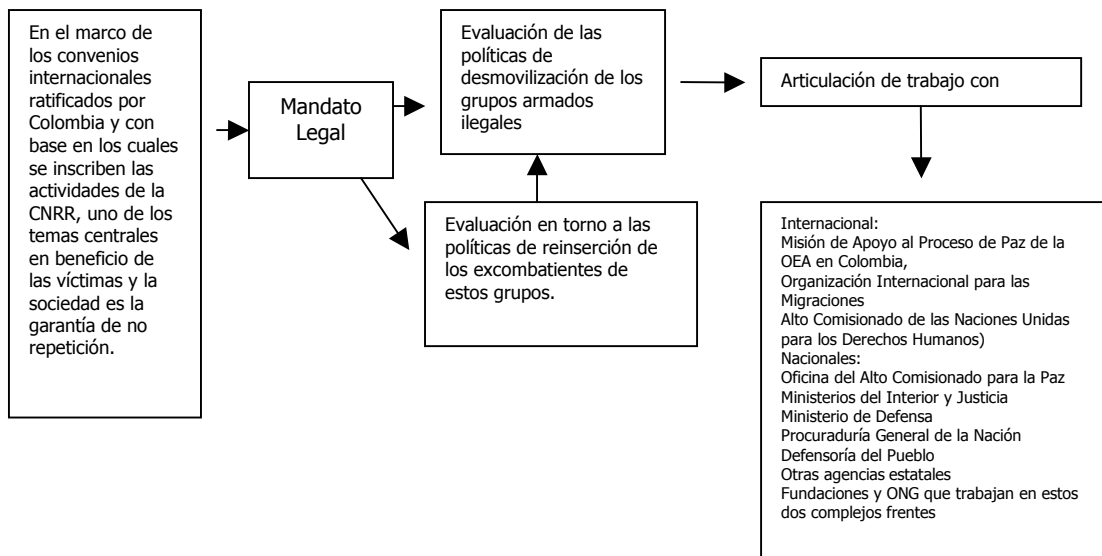 En el marco de
los convenios
internacionales
ratificados por
Colombia y con
base en los cuales
se inscriben las
actividades de la
CNRR, uno de los
temas centrales
en beneficio de
las víctimas y la
sociedad es la
garantía de no
repetición.
Mandato
Legal
Evaluación de las
políticas de
desmovilización de los
grupos armados
ilegales
Evaluación en torno a las
políticas de reinserción de
los excombatientes de
estos grupos.
Articulación de trabajo con
Internacional:
Misión de Apoyo al Proceso de Paz de la
OEA en Colombia,
Organización Internacional para las
Migraciones
Alto Comisionado de las Naciones Unidas
para los Derechos Humanos)
Nacionales:
Oficina del Alto Comisionado para la Paz
Ministerios del Interior y Justicia
Ministerio de Defensa
Procuraduría General de la Nación
Defensoría del Pueblo
Otras agencias estatales
Fundaciones y ONG que trabajan en estos
dos complejos frentes